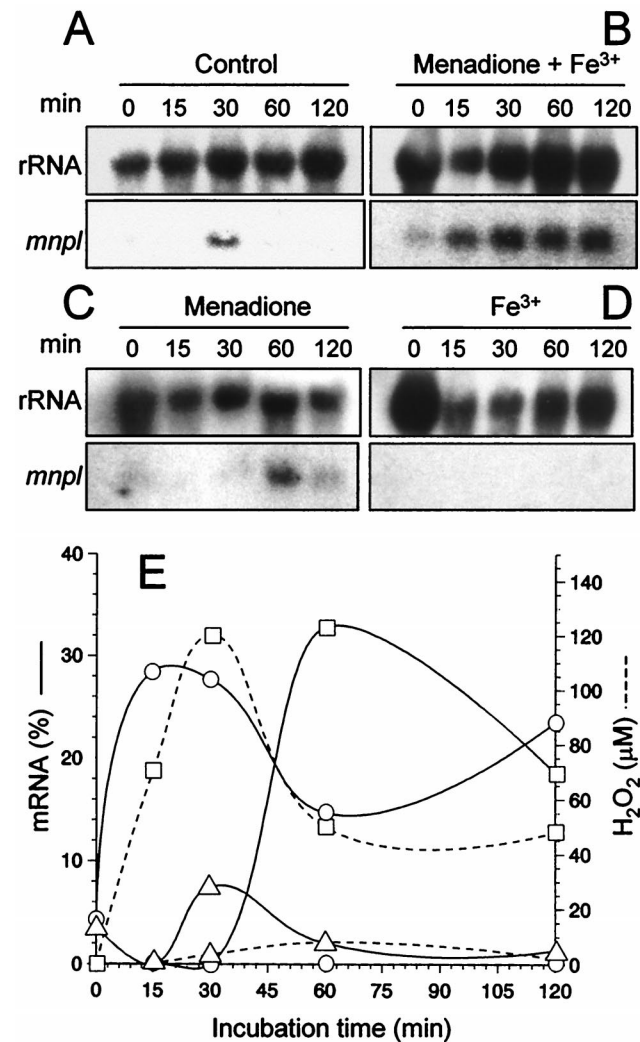 A
B
Control
Menadione + Fe³⁺
min 0 15 30 60 120 0 15 30 60 120
rRNA
mnpl
C
D
Menadione
Fe³⁺
min 0 15 30 60 120 0 15 30 60 120
rRNA
mnpl
E
40
30
20
10
0
mRNA (%)
140
120
100
80
60
40
20
0
H₂O₂ (μM)
0 15 30 45 60 75 90 105 120
Incubation time (min)